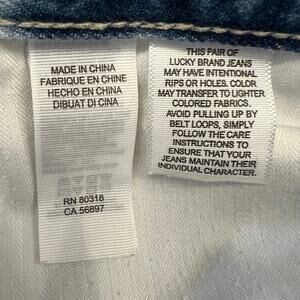 MADE IN CHINA
FABRIQUE EN CHINE
HECHO EN CHINA
DIBUAT DI CINA
RN 80318
CA 56897
THIS PAIR OF
LUCKY BRAND JEANS
MAY HAVE INTENTIONAL
RIPS OR HOLES. COLOR
MAY TRANSFER TO LIGHTER
COLORED FABRICS.
AVOID PULLING UP BY
BELT LOOPS, SIMPLY
FOLLOW THE CARE
INSTRUCTIONS TO
ENSURE THAT YOUR
JEANS MAINTAIN THEIR
INDIVIDUAL CHARACTER.